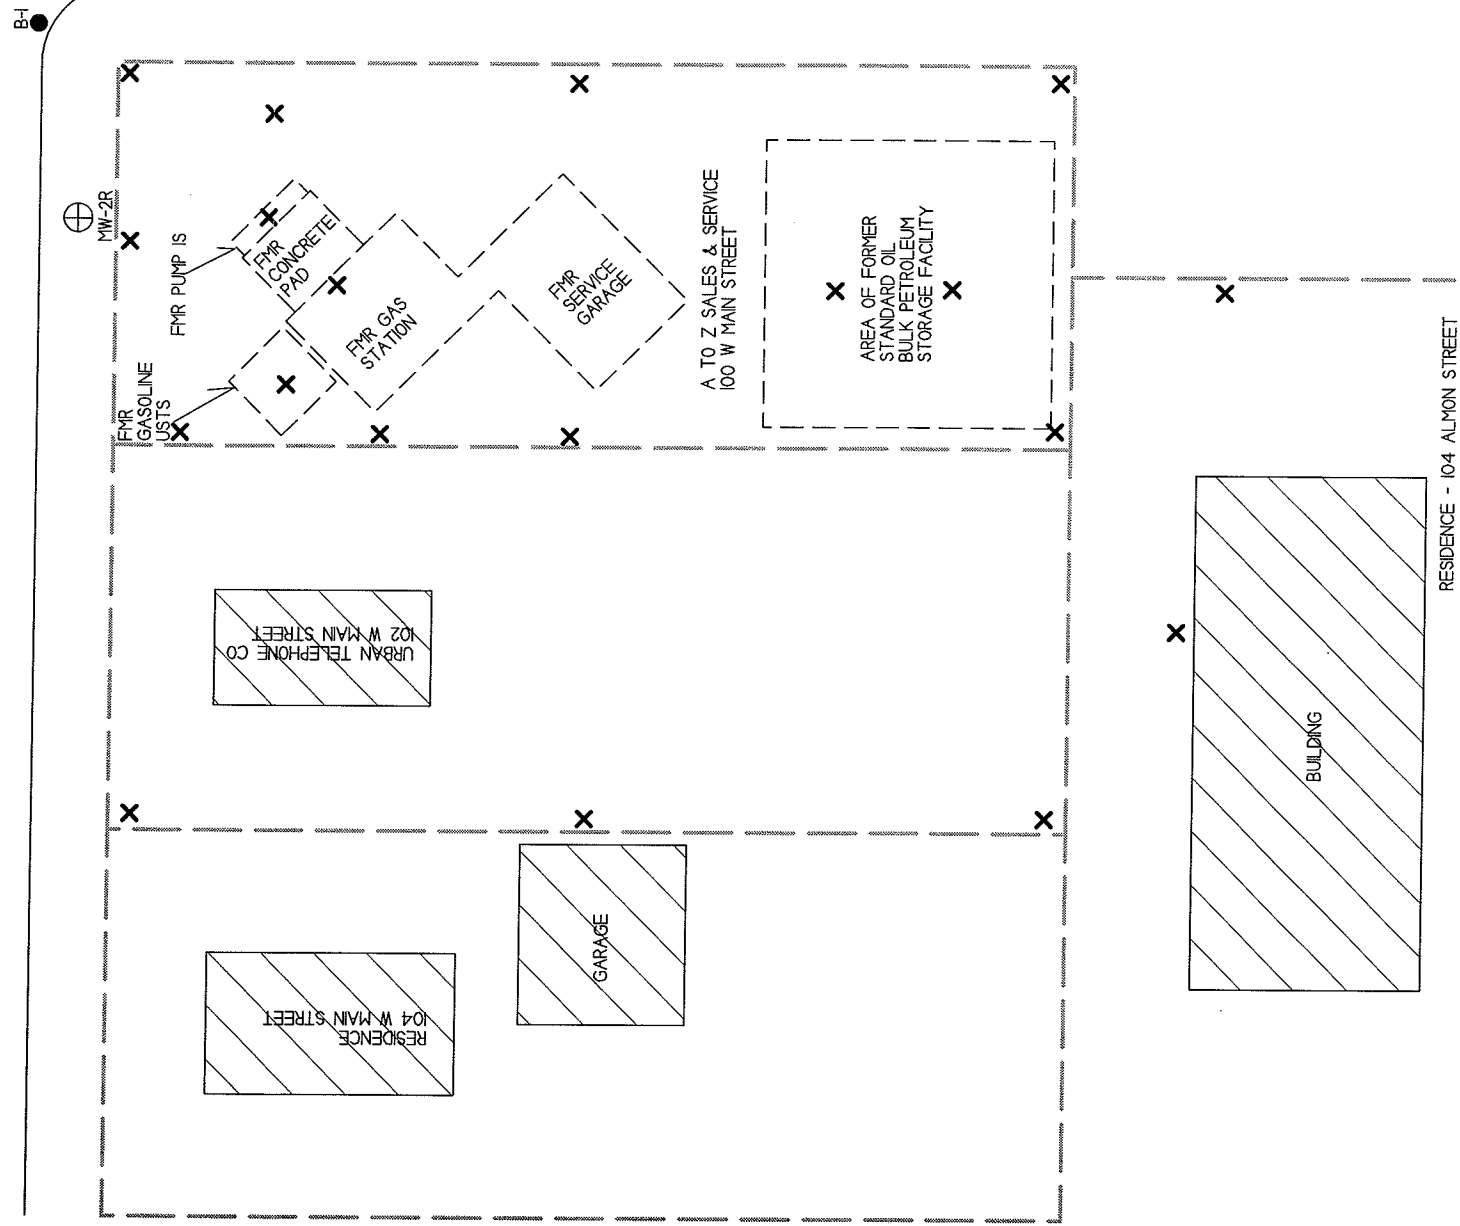 B-1
MW-2R
FMR PUMP IS
FMR
CONCRETE
PAD
FMR
GASOLINE
USTS
FMR GAS
STATION
FMR
SERVICE
GARAGE
A TO Z SALES & SERVICE
100 W MAIN STREET
AREA OF FORMER
STANDARD OIL
BULK PETROLEUM
STORAGE FACILITY
URBAN TELEPHONE CO
102 W MAIN STREET
RESIDENCE
104 W MAIN STREET
GARAGE
BUILDING
RESIDENCE - 104 ALMON STREET